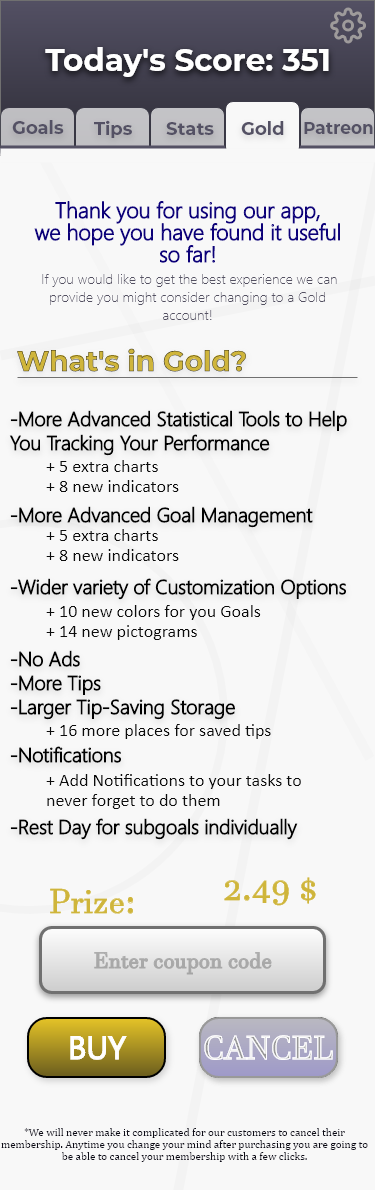 Today's Score: 351
Goals Tips Stats Gold Patreon
Thank you for using our app,
we hope you have found it useful
so far!
If you would like to get the best experience we can
provide you might consider changing to a Gold
account!
What's in Gold?
-More Advanced Statistical Tools to Help
You Tracking Your Performance
+ 5 extra charts
+ 8 new indicators
-More Advanced Goal Management
+ 5 extra charts
+ 8 new indicators
-Wider variety of Customization Options
+ 10 new colors for you Goals
+ 14 new pictograms
-No Ads
-More Tips
-Larger Tip-Saving Storage
+ 16 more places for saved tips
-Notifications
+ Add Notifications to your tasks to
never forget to do them
-Rest Day for subgoals individually
Prize: 2.49 $
Enter coupon code
BUY CANCEL
*We will never make it complicated for our customers to cancel their
membership. Anytime you change your mind after purchasing you are going to
be able to cancel your membership with a few clicks.